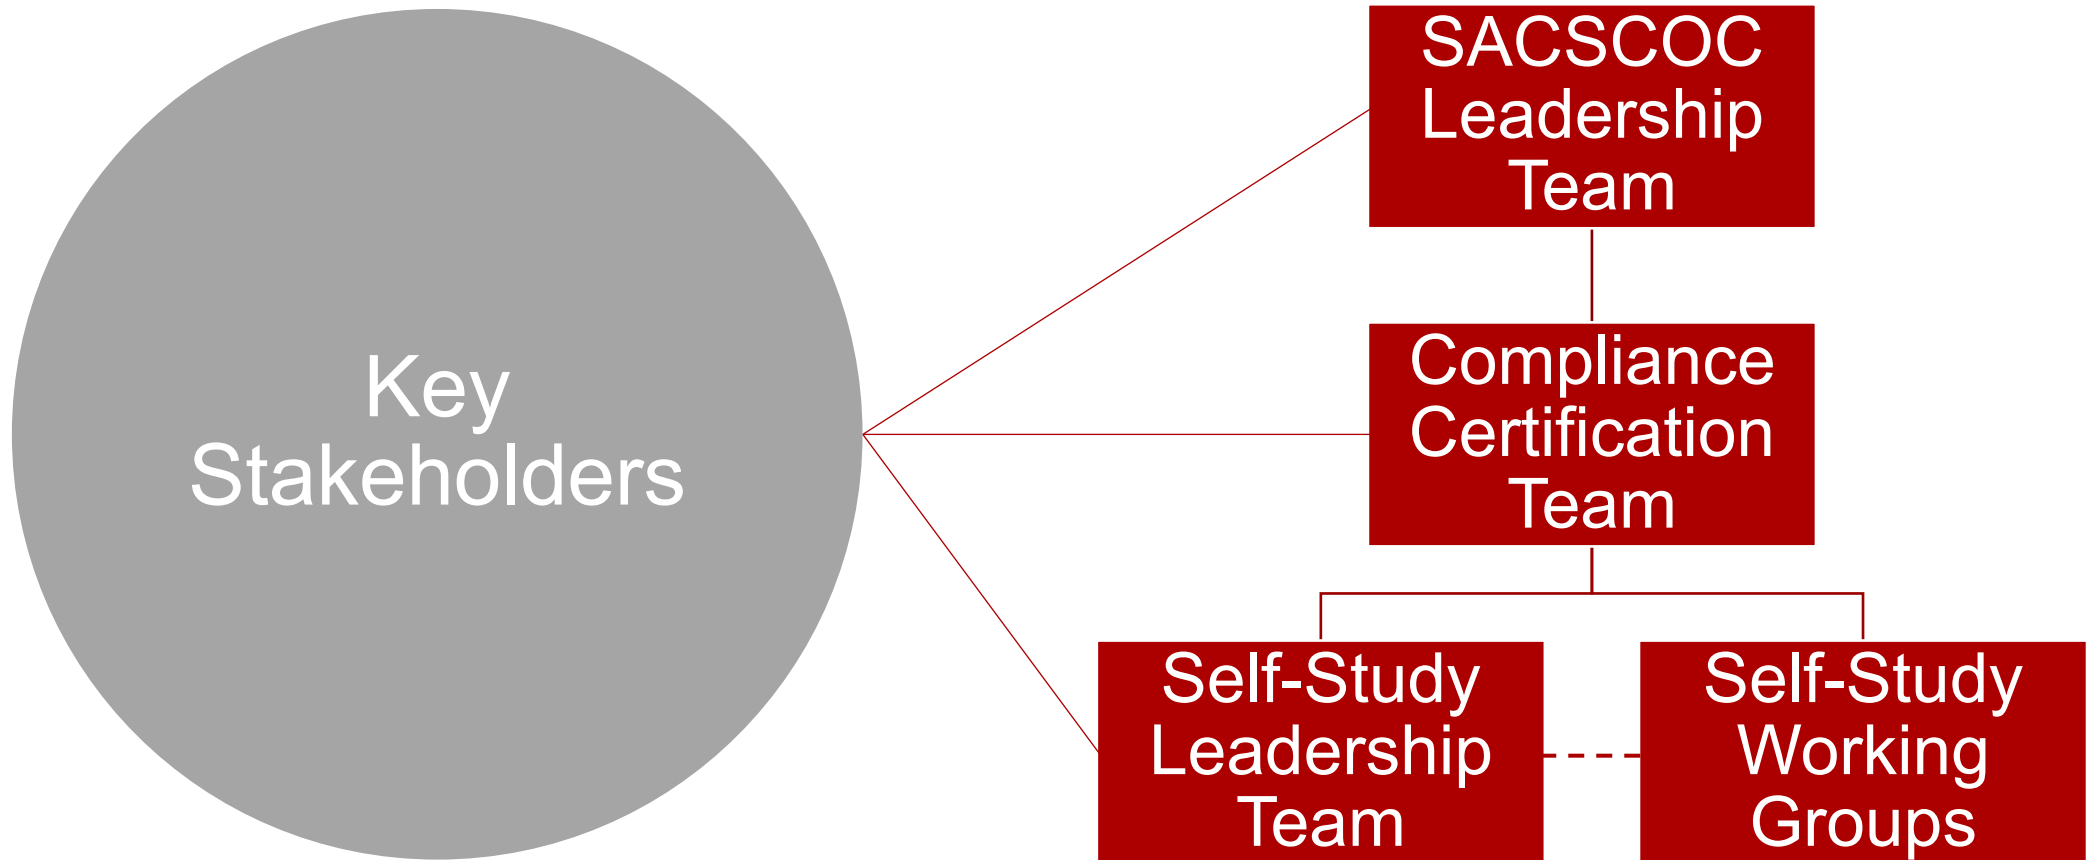 Key
Stakeholders
SACSCOC
Leadership
Team
Compliance
Certification
Team
Self-Study
Leadership
Team
Self-Study
Working
Groups